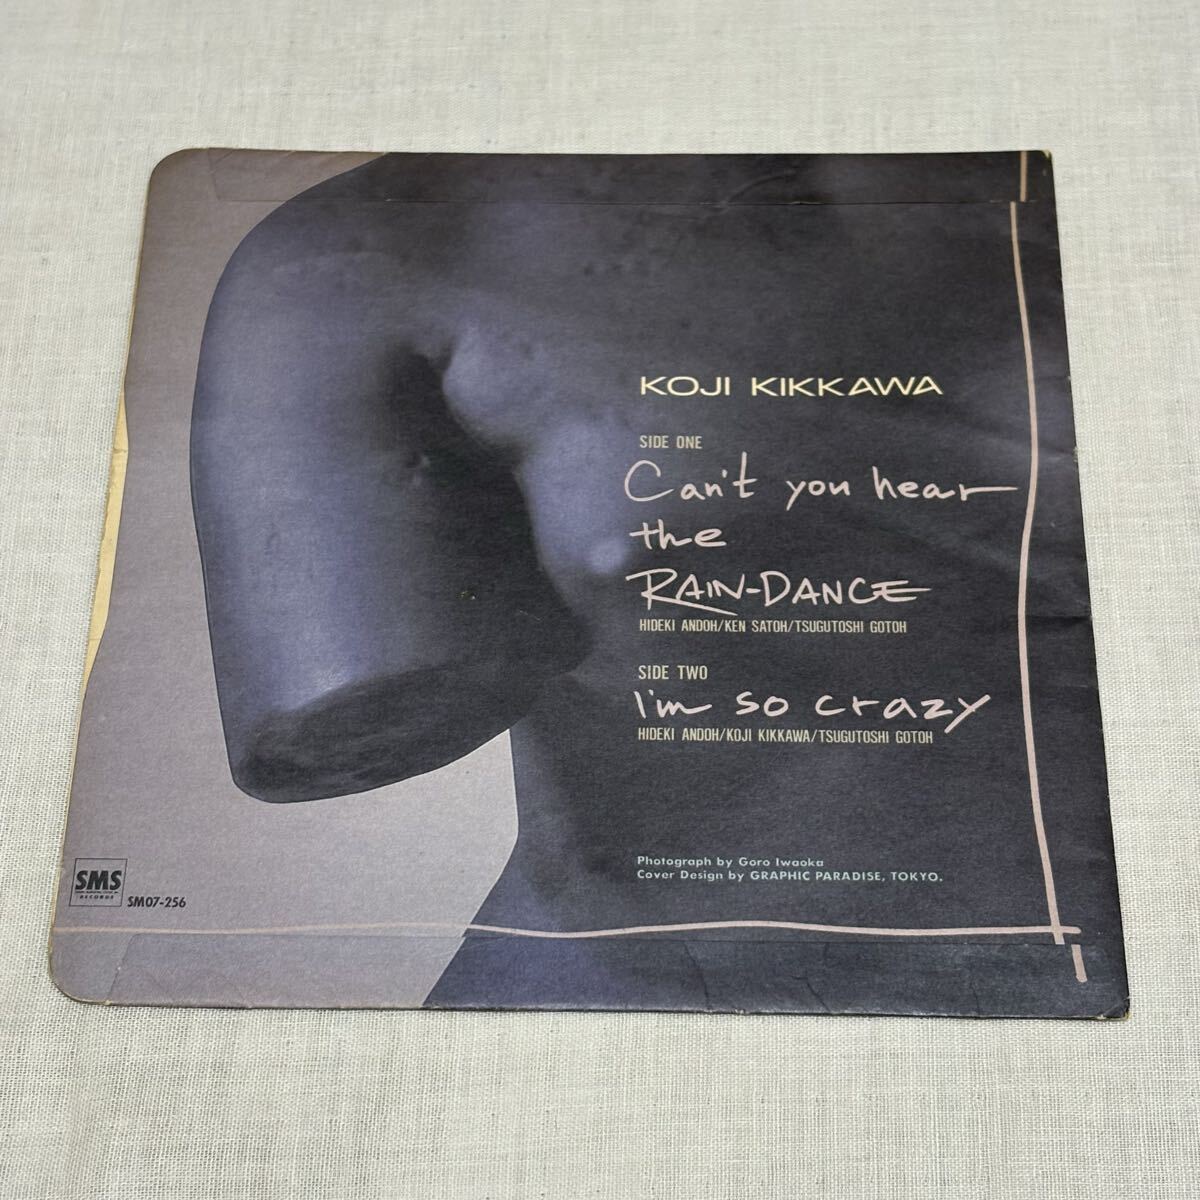 KOJI KIKKAWA
SIDE ONE
Can't you hear
the
RAIN-DANCE
HIDEKI ANDOH/KEN SATOH/TSUGUTOSHI GOTOH
SIDE TWO
I'm so crazy
HIDEKI ANDOH/KOJI KIKKAWA/TSUGUTOSHI GOTOH
Photograph by Goro Iwaoka
Cover Design by GRAPHIC PARADISE, TOKYO.
SMS
RECORDS
SM07-256